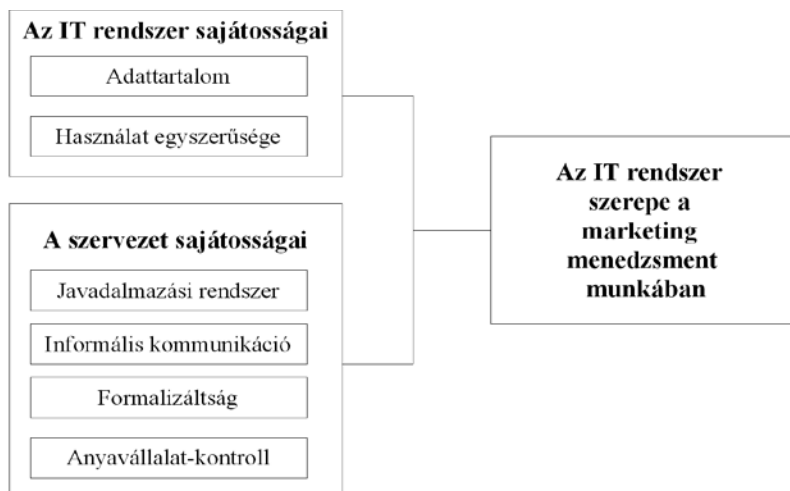 Az IT rendszer sajátosságai
Adattartalom
Használat egyszerűsége
A szervezet sajátosságai
Javadalmazási rendszer
Informális kommunikáció
Formalizáltság
Anyavállalat-kontroll
Az IT rendszer
szerepe a
marketing
menedzsment
munkában